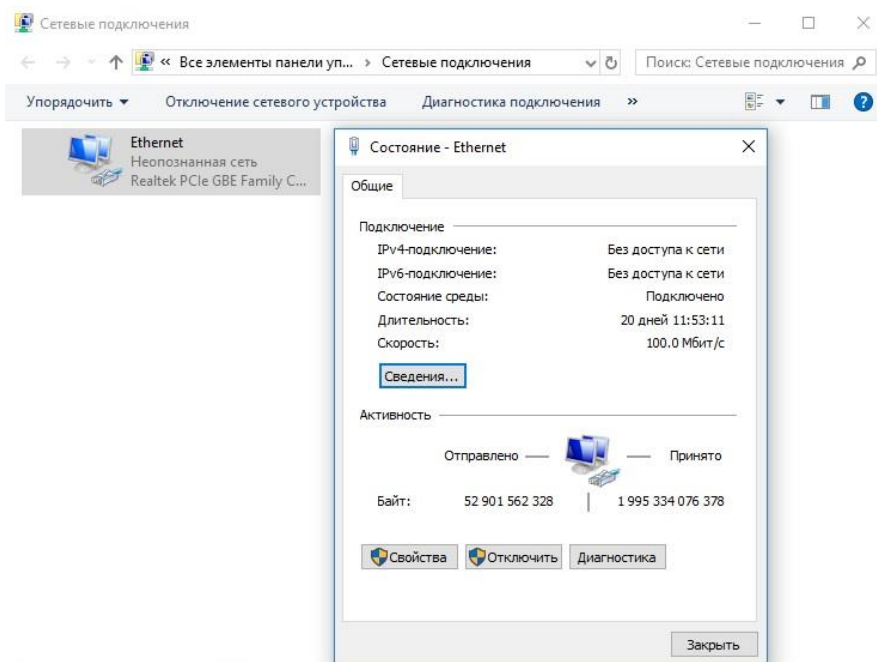 Сетевые подключения
« Все элементы панели уп... › Сетевые подключения
Поиск: Сетевые подключения
Упорядочить
Отключение сетевого устройства
Диагностика подключения
»
?
Ethernet
Неопознанная сеть
Realtek PCIe GBE Family C...
Состояние - Ethernet
Общие
Подключение
IPv4-подключение: Без доступа к сети
IPv6-подключение: Без доступа к сети
Состояние среды: Подключено
Длительность: 20 дней 11:53:11
Скорость: 100.0 Мбит/с
Сведения...
Активность
Отправлено — — Принято
Байт: 52 901 562 328 | 1 995 334 076 378
Свойства
Отключить
Диагностика
Закрыть